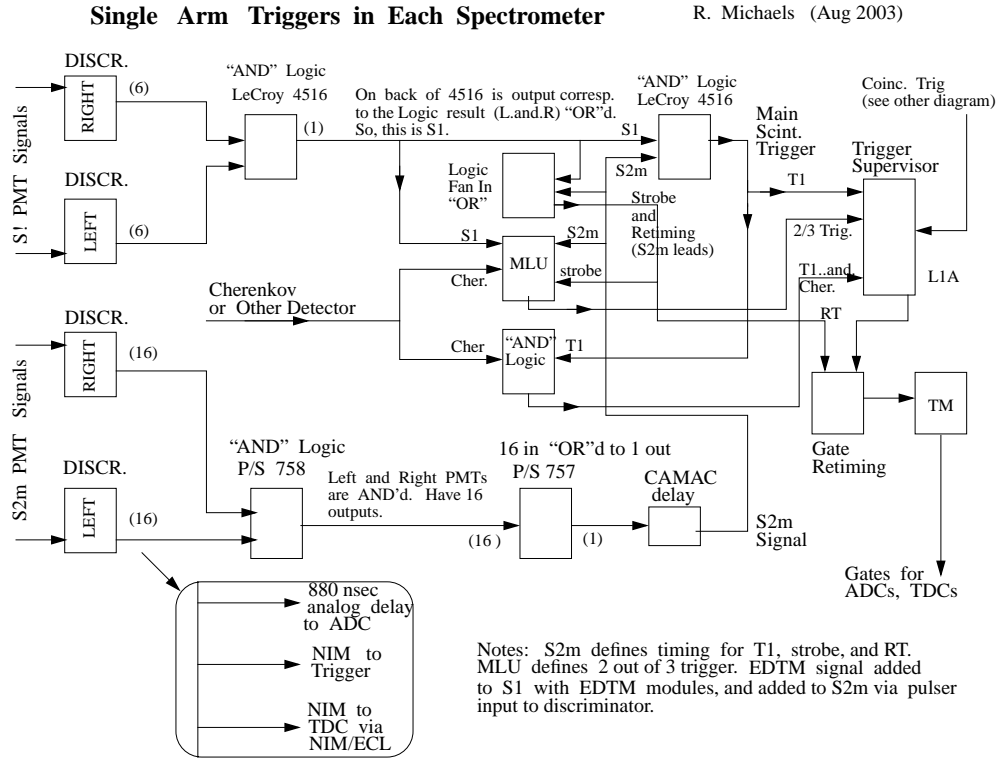 Single Arm Triggers in Each Spectrometer
R. Michaels (Aug 2003)
DISCR.
RIGHT
(6)
S! PMT Signals
DISCR.
LEFT
(6)
“AND” Logic
LeCroy 4516
(1)
On back of 4516 is output corresp.
to the Logic result (L.and.R) “OR”d.
So, this is S1.
S1
S2m
“AND” Logic
LeCroy 4516
Main
Scint.
Trigger
Coinc. Trig
(see other diagram)
Trigger
Supervisor
T1
2/3 Trig.
T1..and.
Cher.
L1A
RT
Logic
Fan In
“OR”
Strobe
and
Retiming
(S2m leads)
S1
S2m
MLU
Cher.
strobe
Cherenkov
or Other Detector
Cher
“AND”
Logic
T1
DISCR.
RIGHT
(16)
S2m PMT Signals
DISCR.
LEFT
(16)
“AND” Logic
P/S 758
Left and Right PMTs
are AND’d. Have 16
outputs.
(16 )
16 in “OR”d to 1 out
P/S 757
(1)
CAMAC
delay
S2m
Signal
Gate
Retiming
TM
Gates for
ADCs, TDCs
880 nsec
analog delay
to ADC
NIM to
Trigger
NIM to
TDC via
NIM/ECL
Notes: S2m defines timing for T1, strobe, and RT.
MLU defines 2 out of 3 trigger. EDTM signal added
to S1 with EDTM modules, and added to S2m via pulser
input to discriminator.